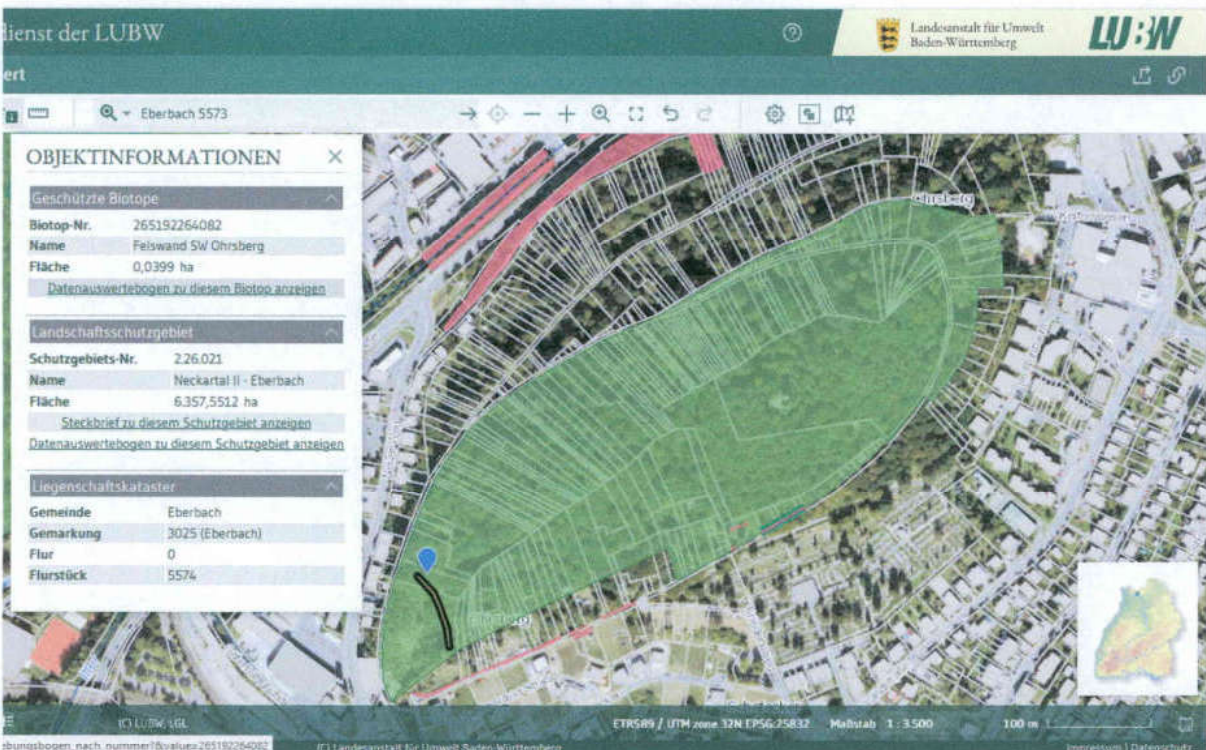 dienst der LUBW
Landesanstalt für Umwelt
Baden-Württemberg
LUBW
ert
Eberbach 5573
OBJEKTINFORMATIONEN
Geschützte Biotope
Biotop-Nr. 265192264082
Name Felswand SW Ohrsberg
Fläche 0,0399 ha
Datenauswertebogen zu diesem Biotop anzeigen
Landschaftsschutzgebiet
Schutzgebiets-Nr. 2.26.021
Name Neckartal II - Eberbach
Fläche 6.357,5512 ha
Steckbrief zu diesem Schutzgebiet anzeigen
Datenauswertebogen zu diesem Schutzgebiet anzeigen
Liegenschaftskataster
Gemeinde Eberbach
Gemarkung 3025 (Eberbach)
Flur 0
Flurstück 5574
Ohrsberg
(C) LUBW, LGL
ETRS89 / UTM zone 32N EPSG:25832 Maßstab 1 : 3.500 100 m
ebungsbogen_nach_nummer?&value=265192264082
(C) Landesanstalt für Umwelt Baden-Württemberg
Impressum | Datenschutz